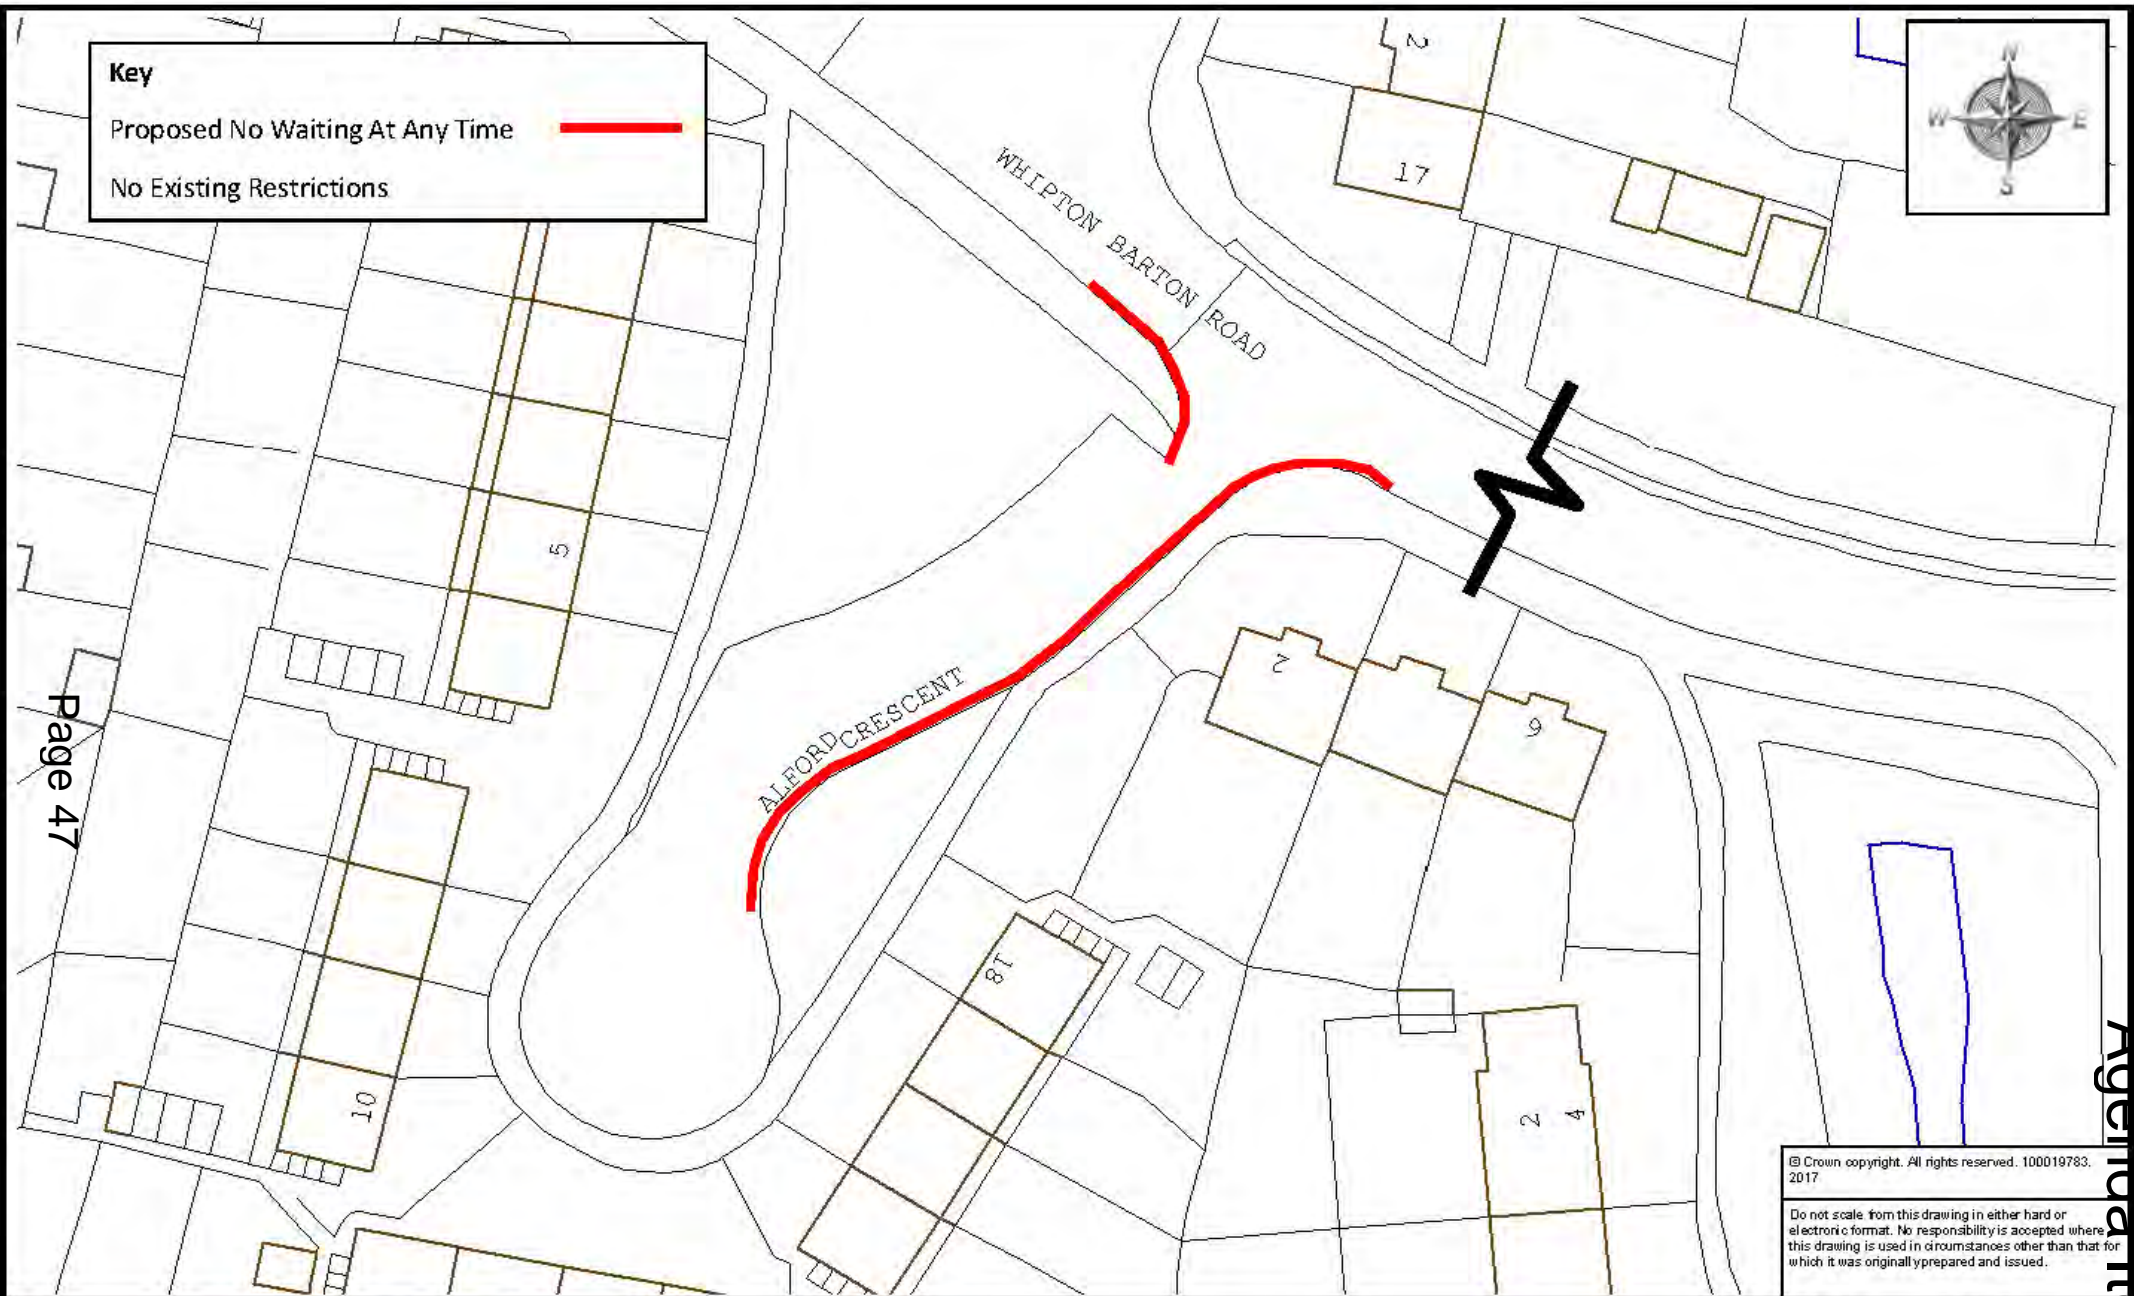 Key
Proposed No Waiting At Any Time
No Existing Restrictions
N
W E
S
2
17
WHIPTON BARTON ROAD
5
2
6
ALFORD CRESCENT
Page 47
18
10
2
4
© Crown copyright. All rights reserved. 100019783.
2017
Do not scale from this drawing in either hard or
electronic format. No responsibility is accepted where
this drawing is used in circumstances other than that for
which it was originally prepared and issued.